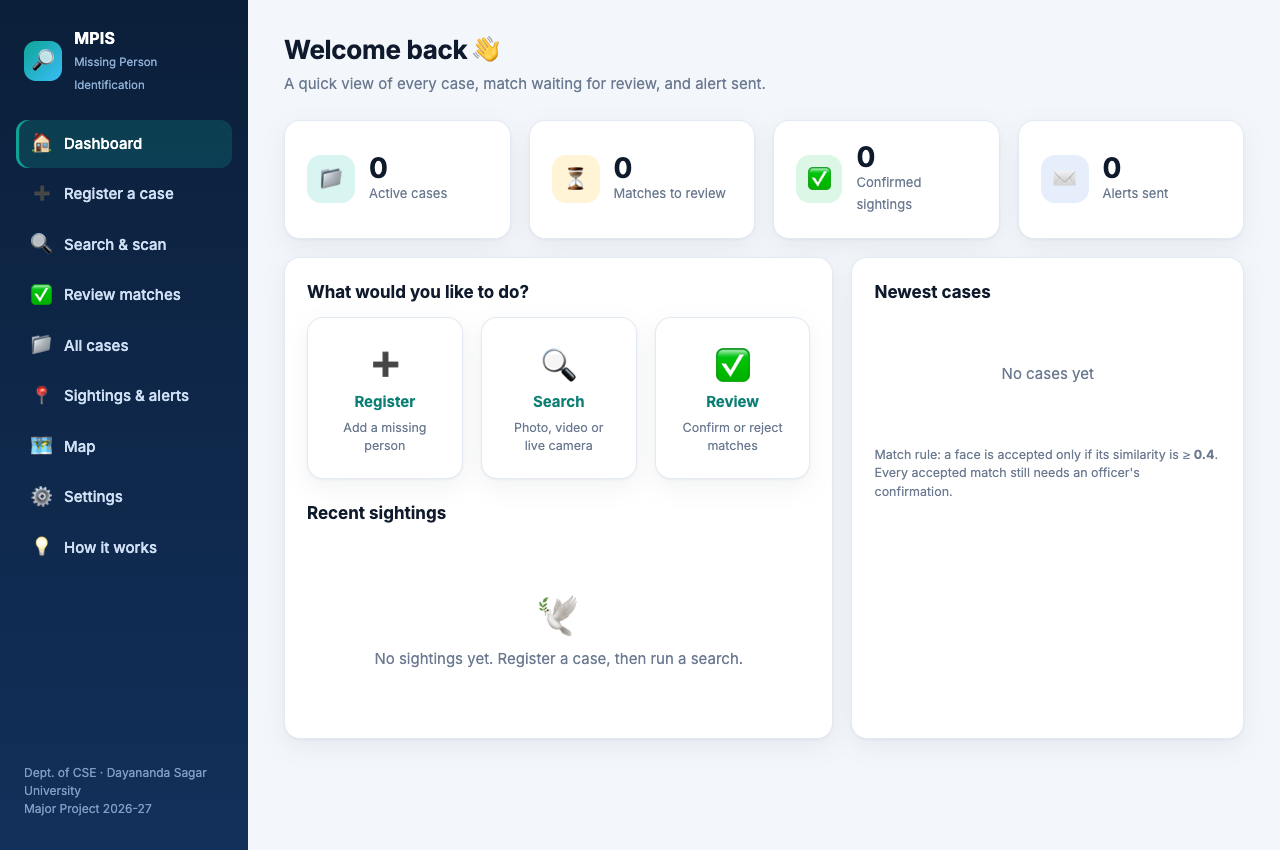 MPIS
Missing Person
Identification
Dashboard
Register a case
Search & scan
Review matches
All cases
Sightings & alerts
Map
Settings
How it works
Dept. of CSE · Dayananda Sagar
University
Major Project 2026-27
Welcome back 👋
A quick view of every case, match waiting for review, and alert sent.
0
Active cases
0
Matches to review
0
Confirmed
sightings
0
Alerts sent
What would you like to do?
Register
Add a missing
person
Search
Photo, video or
live camera
Review
Confirm or reject
matches
Recent sightings
No sightings yet. Register a case, then run a search.
Newest cases
No cases yet
Match rule: a face is accepted only if its similarity is ≥ 0.4.
Every accepted match still needs an officer's
confirmation.